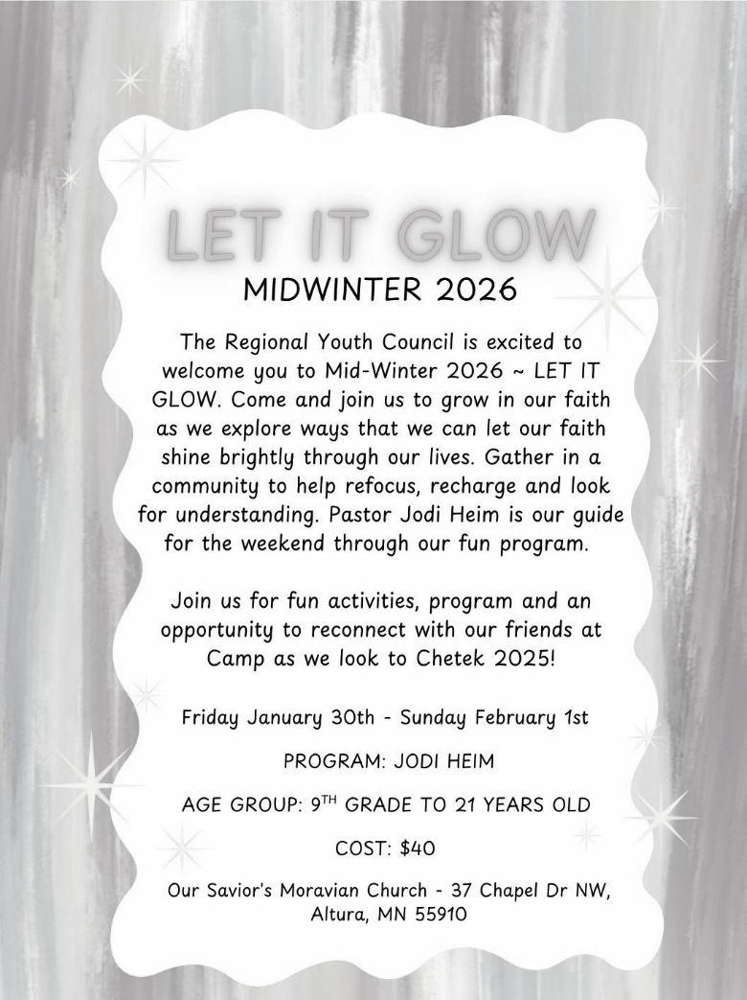 LET IT GLOW
MIDWINTER 2026
The Regional Youth Council is excited to
welcome you to Mid-Winter 2026 ~ LET IT
GLOW. Come and join us to grow in our faith
as we explore ways that we can let our faith
shine brightly through our lives. Gather in a
community to help refocus, recharge and look
for understanding. Pastor Jodi Heim is our guide
for the weekend through our fun program.
Join us for fun activities, program and an
opportunity to reconnect with our friends at
Camp as we look to Chetek 2025!
Friday January 30th - Sunday February 1st
PROGRAM: JODI HEIM
AGE GROUP: 9TH GRADE TO 21 YEARS OLD
COST: $40
Our Savior's Moravian Church - 37 Chapel Dr NW,
Altura, MN 55910